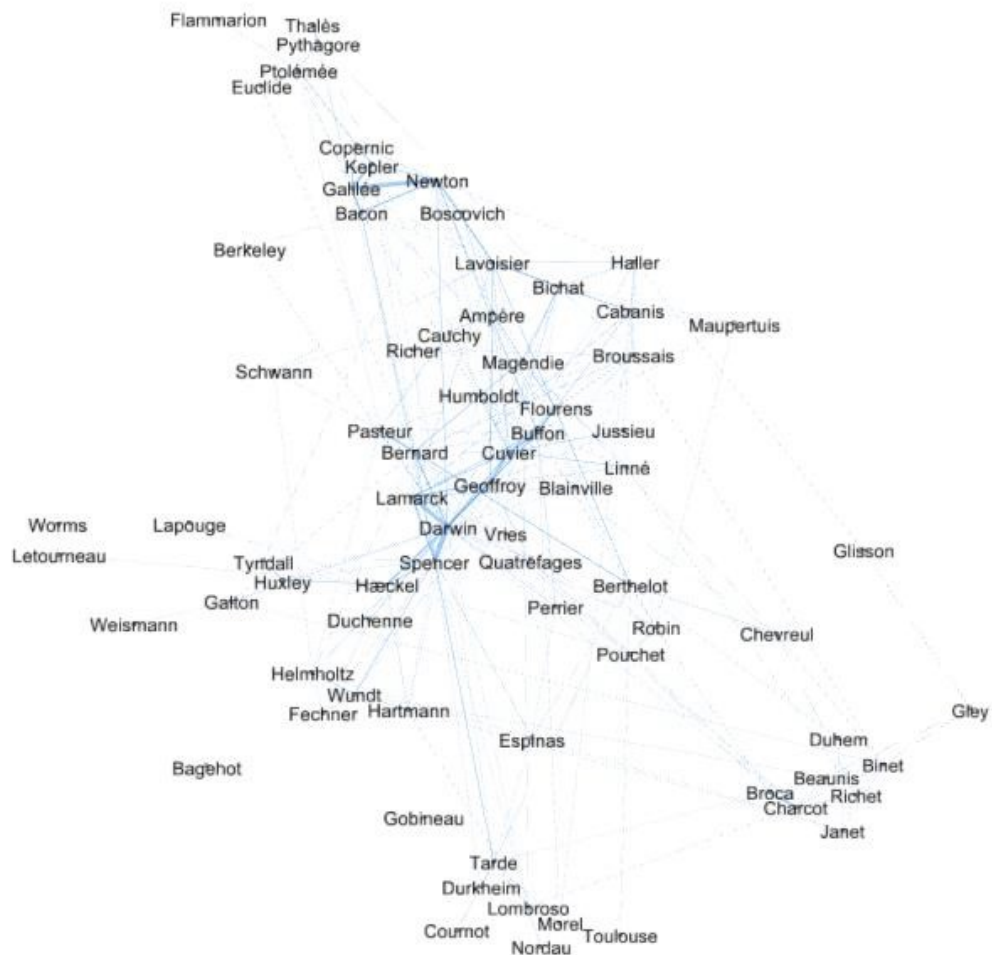 Flammarion
Thalès
Pythagore
Ptolémée
Euclide
Copernic
Kepler
Newton
Galilée
Bacon
Boscovich
Berkeley
Lavoisier
Haller
Bichat
Cabanis
Ampère
Maupertuis
Cauchy
Richer
Broussais
Magendie
Schwann
Humboldt
Flourens
Pasteur
Buffon
Jussieu
Bernard
Cuvier
Linné
Geoffroy
Blainville
Lamarck
Worms
Lapouge
Darwin
Vries
Glisson
Letourneau
Tyndall
Spencer
Quatrefages
Huxley
Hæckel
Berthelot
Galton
Perrier
Duchenne
Weismann
Robin
Chevreul
Pouchet
Helmholtz
Wundt
Fechner
Hartmann
Gley
Espinas
Duhem
Bagehot
Binet
Beaunis
Broca
Richet
Charcot
Gobineau
Janet
Tarde
Durkheim
Lombroso
Morel
Cournot
Toulouse
Nordau